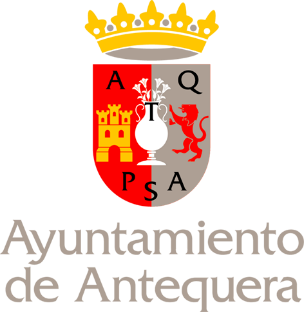 A Q
T
P S A
Ayuntamiento
de Antequera